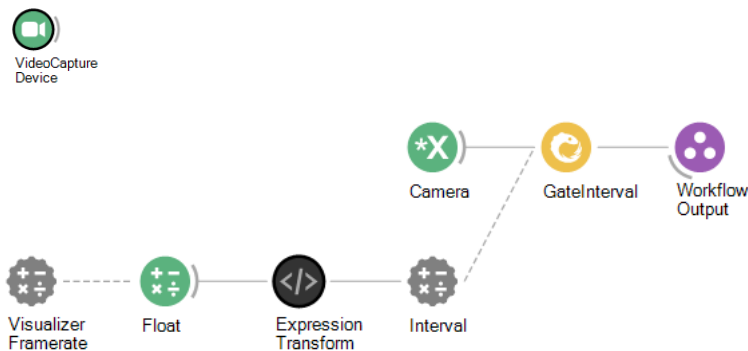 VideoCapture
Device
*X
</>
Camera
GateInterval
Workflow
Output
Visualizer
Framerate
Float
Expression
Transform
Interval